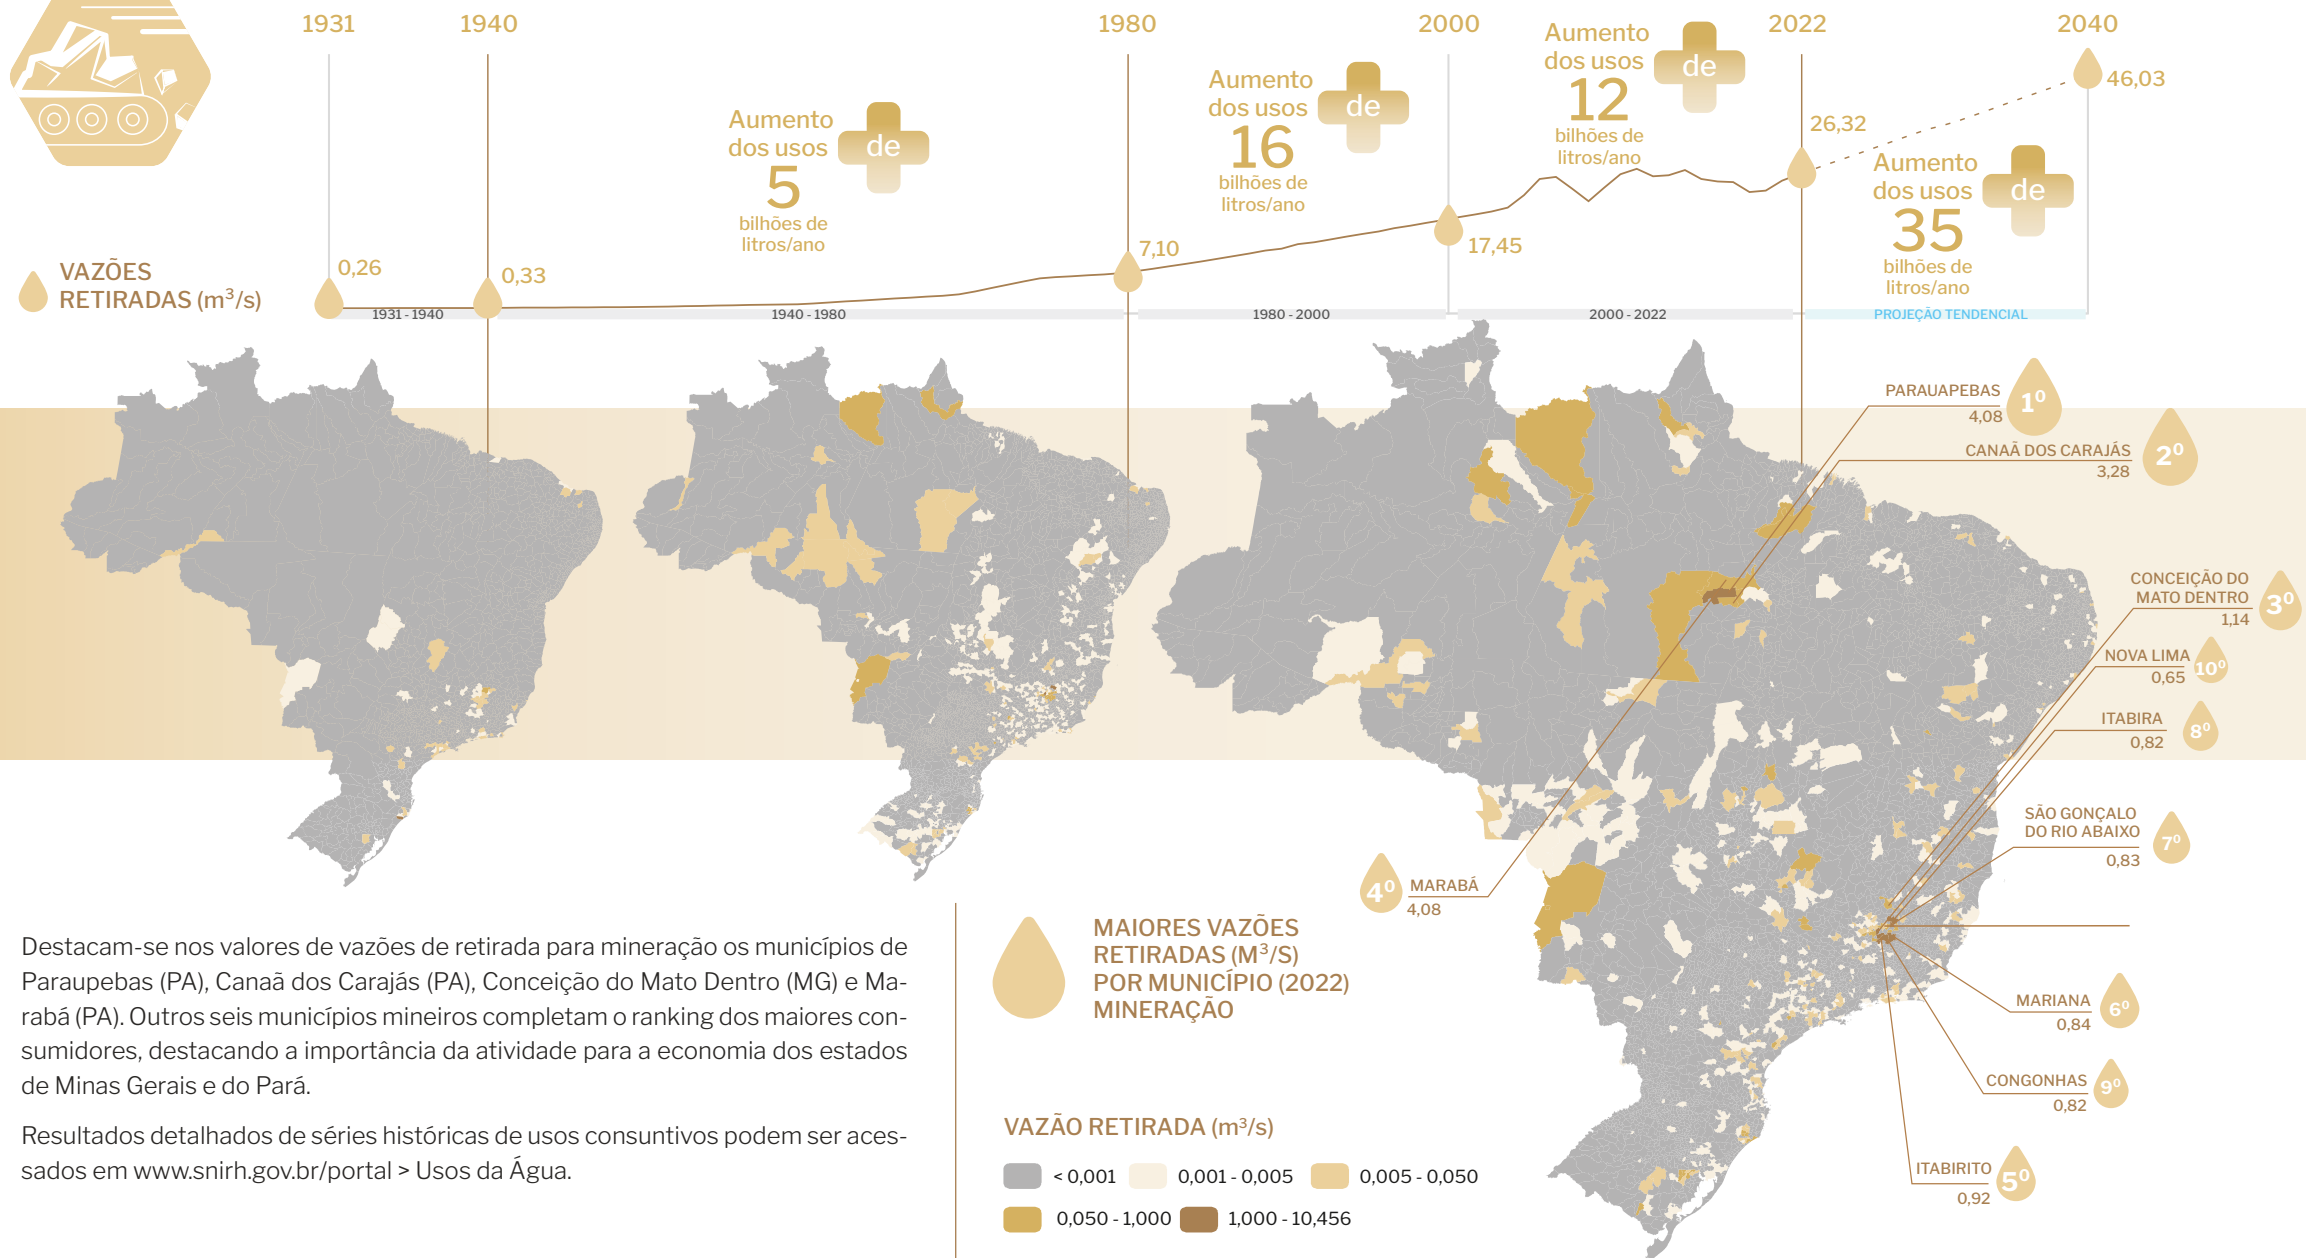 1931
1940
1980
2000
2022
2040
Aumento
dos usos
de
5
bilhões de
litros/ano
Aumento
dos usos
de
16
bilhões de
litros/ano
Aumento
dos usos
de
12
bilhões de
litros/ano
Aumento
dos usos
de
35
bilhões de
litros/ano
VAZÕES
RETIRADAS (m³/s)
0,26
0,33
7,10
17,45
26,32
46,03
1931 - 1940
1940 - 1980
1980 - 2000
2000 - 2022
PROJEÇÃO TENDENCIAL
PARAUAPEBAS
4,08
1º
CANAÃ DOS CARAJÁS
3,28
2º
CONCEIÇÃO DO
MATO DENTRO
1,14
3º
NOVA LIMA
0,65
10º
ITABIRA
0,82
8º
SÃO GONÇALO
DO RIO ABAIXO
0,83
7º
4º
MARABÁ
4,08
MARIANA
0,84
6º
CONGONHAS
0,82
9º
ITABIRITO
0,92
5º
Destacam-se nos valores de vazões de retirada para mineração os municípios de
Paraupebas (PA), Canaã dos Carajás (PA), Conceição do Mato Dentro (MG) e Ma-
rabá (PA). Outros seis municípios mineiros completam o ranking dos maiores con-
sumidores, destacando a importância da atividade para a economia dos estados
de Minas Gerais e do Pará.
Resultados detalhados de séries históricas de usos consuntivos podem ser aces-
sados em www.snirh.gov.br/portal > Usos da Água.
MAIORES VAZÕES
RETIRADAS (M³/S)
POR MUNICÍPIO (2022)
MINERAÇÃO
VAZÃO RETIRADA (m³/s)
< 0,001
0,001 - 0,005
0,005 - 0,050
0,050 - 1,000
1,000 - 10,456